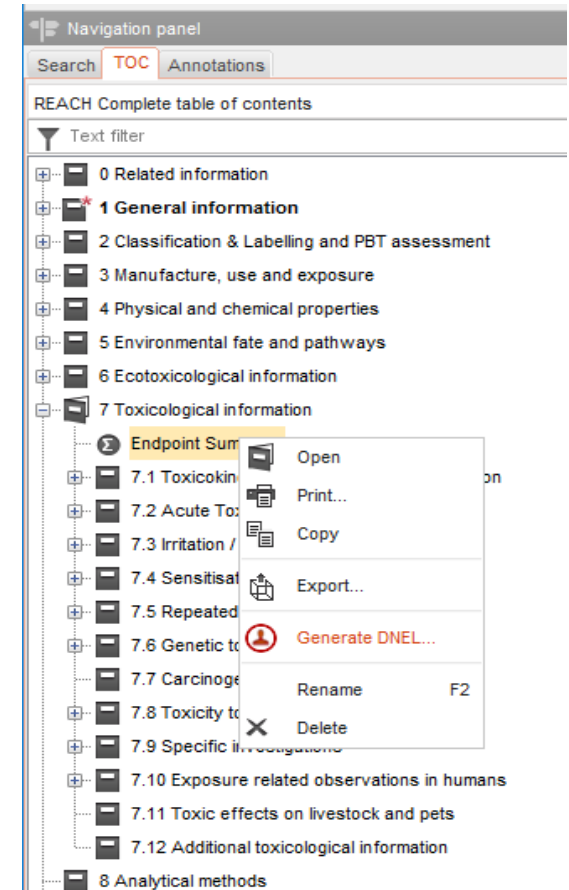 Navigation panel
Search TOC Annotations
REACH Complete table of contents
Text filter
0 Related information
1 General information
2 Classification & Labelling and PBT assessment
3 Manufacture, use and exposure
4 Physical and chemical properties
5 Environmental fate and pathways
6 Ecotoxicological information
7 Toxicological information
Endpoint Sum
Open
7.1 Toxicokin
Print...
7.2 Acute To
Copy
7.3 Irritation /
7.4 Sensitisat
Export...
7.5 Repeated
7.6 Genetic to
Generate DNEL...
7.7 Carcinoge
Rename F2
7.8 Toxicity to
Delete
7.9 Specific investigations
7.10 Exposure related observations in humans
7.11 Toxic effects on livestock and pets
7.12 Additional toxicological information
8 Analytical methods